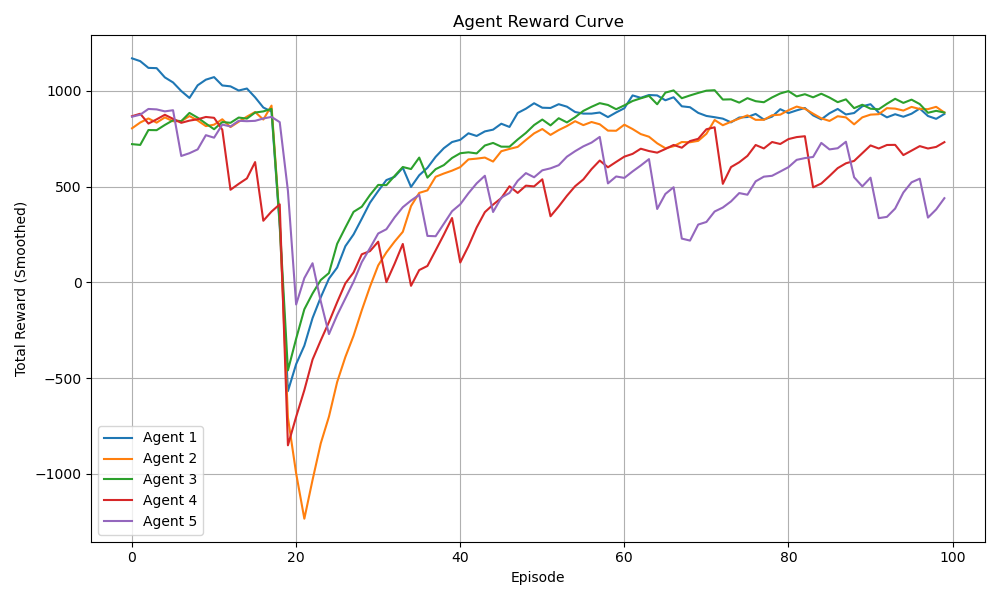 Agent Reward Curve
Total Reward (Smoothed)
1000
500
0
−500
−1000
Agent 1
Agent 2
Agent 3
Agent 4
Agent 5
0 20 40 60 80 100
Episode